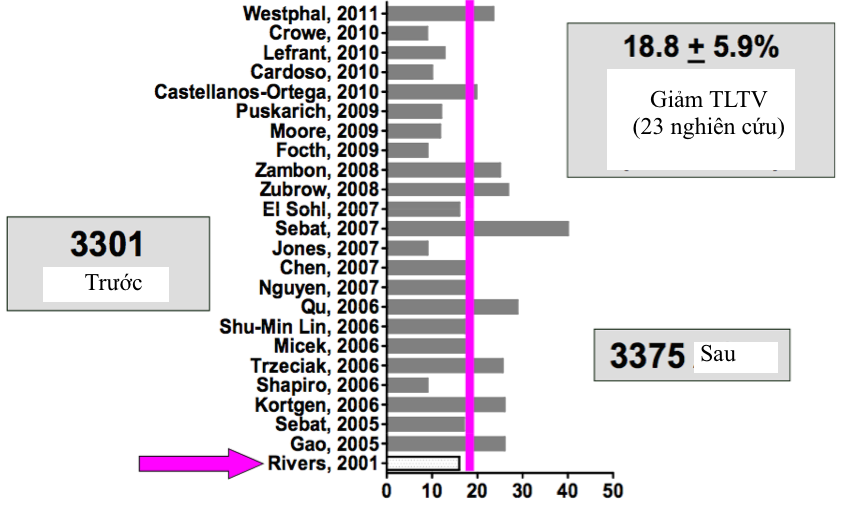 Westphal, 2011
Crowe, 2010
Lefrant, 2010
Cardoso, 2010
Castellanos-Ortega, 2010
Puskarich, 2009
Moore, 2009
Focth, 2009
Zambon, 2008
Zubrow, 2008
El Sohl, 2007
Sebat, 2007
Jones, 2007
Chen, 2007
Nguyen, 2007
Qu, 2006
Shu-Min Lin, 2006
Micek, 2006
Trzeciak, 2006
Shapiro, 2006
Kortgen, 2006
Sebat, 2005
Gao, 2005
Rivers, 2001
0 10 20 30 40 50
18.8 ± 5.9%
Giảm TLTV
(23 nghiên cứu)
3301
Trước
3375 Sau